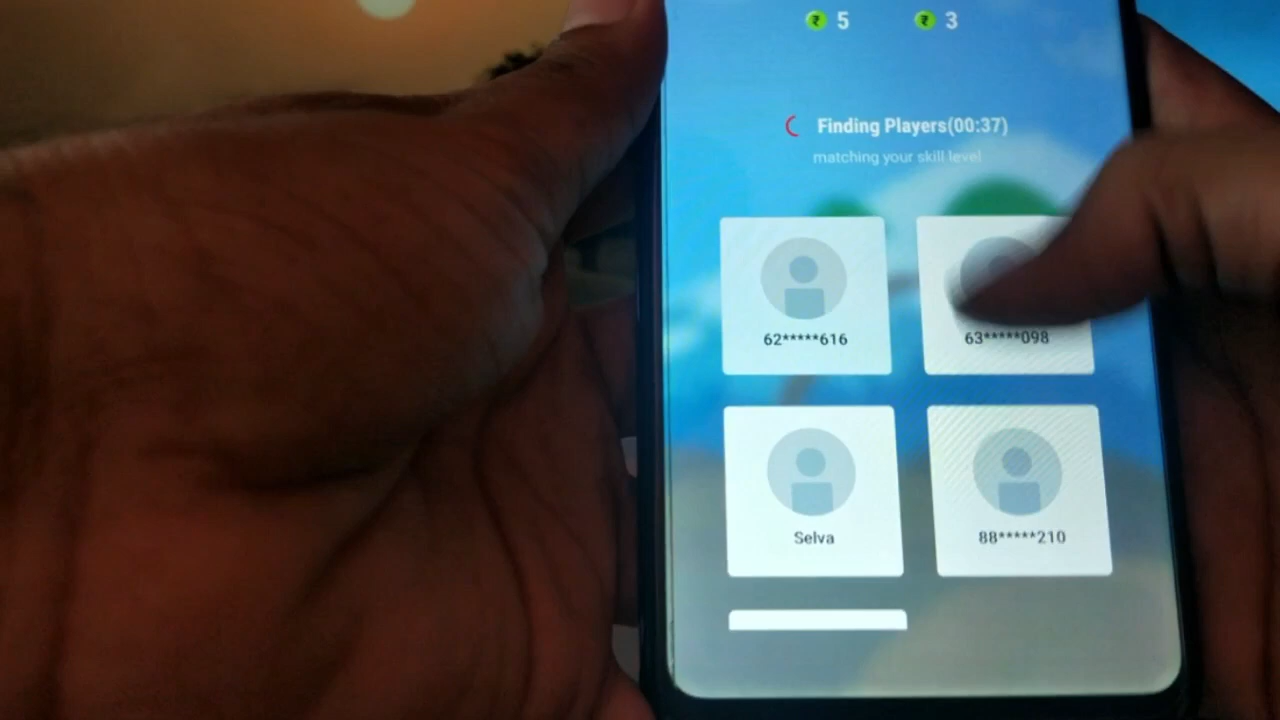 ₹ 5 ₹ 3
Finding Players(00:37)
matching your skill level
62*****616 63*****098
Selva 88*****210